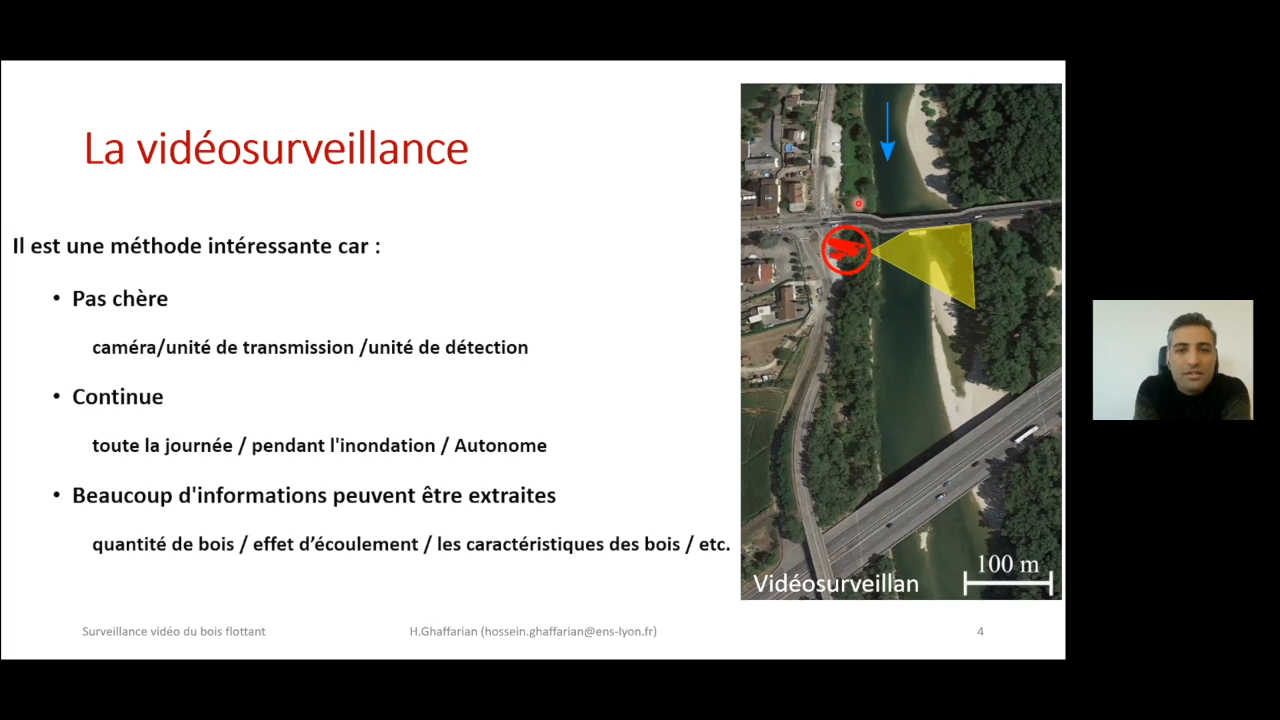 La vidéosurveillance
Il est une méthode intéressante car :
• Pas chère
caméra/unité de transmission /unité de détection
• Continue
toute la journée / pendant l'inondation / Autonome
• Beaucoup d'informations peuvent être extraites
quantité de bois / effet d’écoulement / les caractéristiques des bois / etc.
100 m
Vidéosurveillan
Surveillance vidéo du bois flottant
H.Ghaffarian (hossein.ghaffarian@ens-lyon.fr)
4